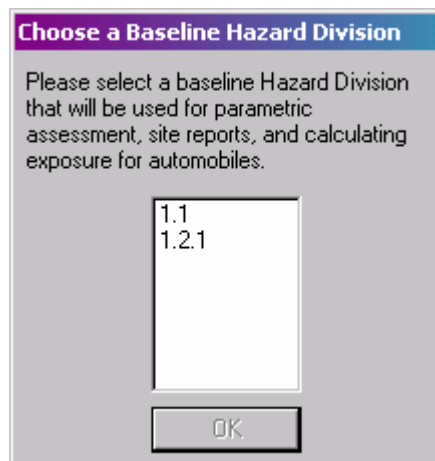 Choose a Baseline Hazard Division
Please select a baseline Hazard Division
that will be used for parametric
assessment, site reports, and calculating
exposure for automobiles.
1.1
1.2.1
OK